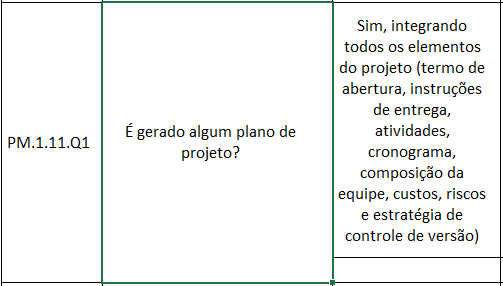 PM.1.11.Q1
É gerado algum plano de
projeto?
Sim, integrando
todos os elementos
do projeto (termo de
abertura, instruções
de entrega,
atividades,
cronograma,
composição da
equipe, custos, riscos
e estratégia de
controle de versão)